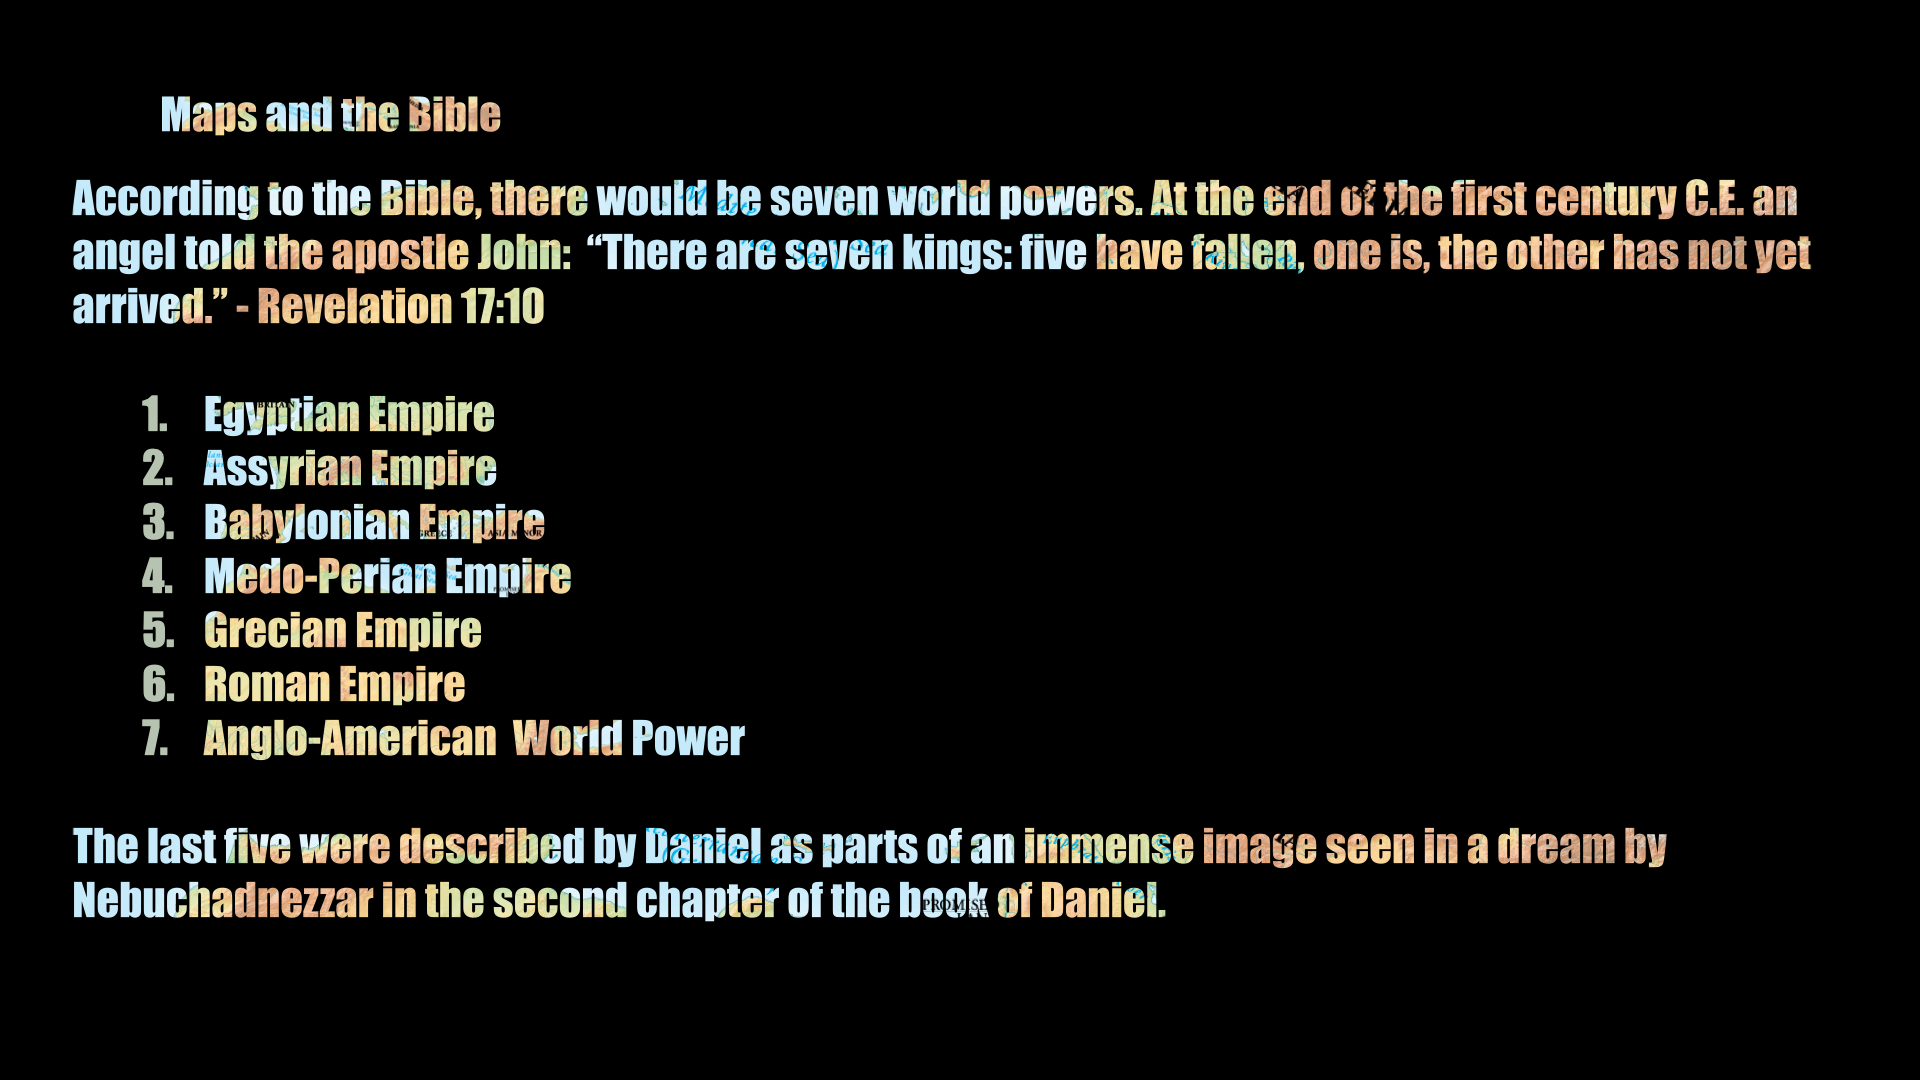 Maps and the Bible
According to the Bible, there would be seven world powers. At the end of the first century C.E. an
angel told the apostle John:  “There are seven kings: five have fallen, one is, the other has not yet
arrived.” - Revelation 17:10
1. Egyptian Empire
2. Assyrian Empire
3. Babylonian Empire
4. Medo-Perian Empire
5. Grecian Empire
6. Roman Empire
7. Anglo-American  World Power
The last five were described by Daniel as parts of an immense image seen in a dream by
Nebuchadnezzar in the second chapter of the book of Daniel.